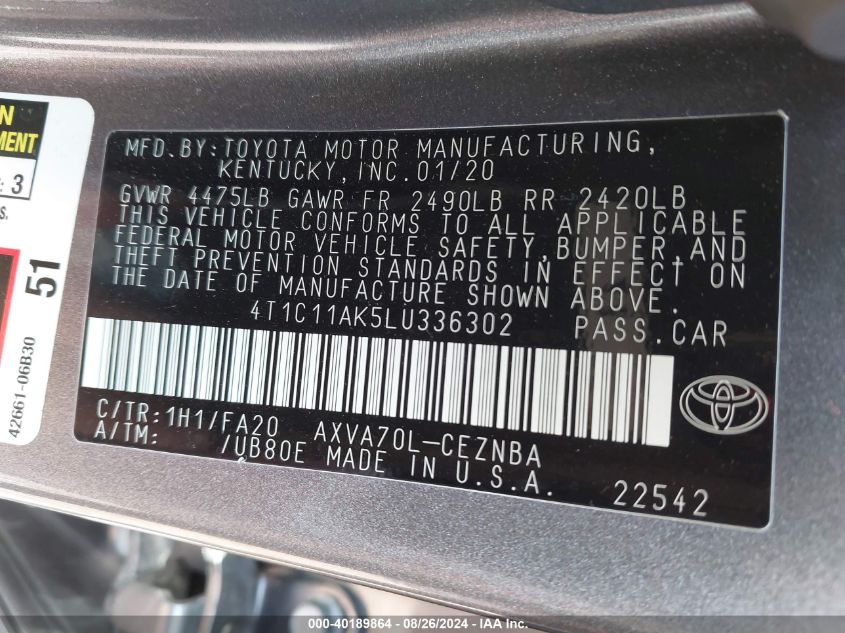 N
EMENT
: 3
S.
51
42661-06B30
MFD.BY:TOYOTA MOTOR MANUFACTURING,
KENTUCKY,INC.01/20
GVWR 4475LB GAWR FR 2490LB RR 2420LB
THIS VEHICLE CONFORMS TO ALL APPLICABLE
FEDERAL MOTOR VEHICLE SAFETY,BUMPER,AND
THEFT PREVENTION STANDARDS IN EFFECT ON
THE DATE OF MANUFACTURE SHOWN ABOVE.
4T1C11AK5LU336302 PASS.CAR
C/TR:1H1/FA20 AXVA70L-CEZNBA
A/TM: /UB80E MADE IN U.S.A.
22542
000-40189864 - 08/26/2024 - IAA Inc.